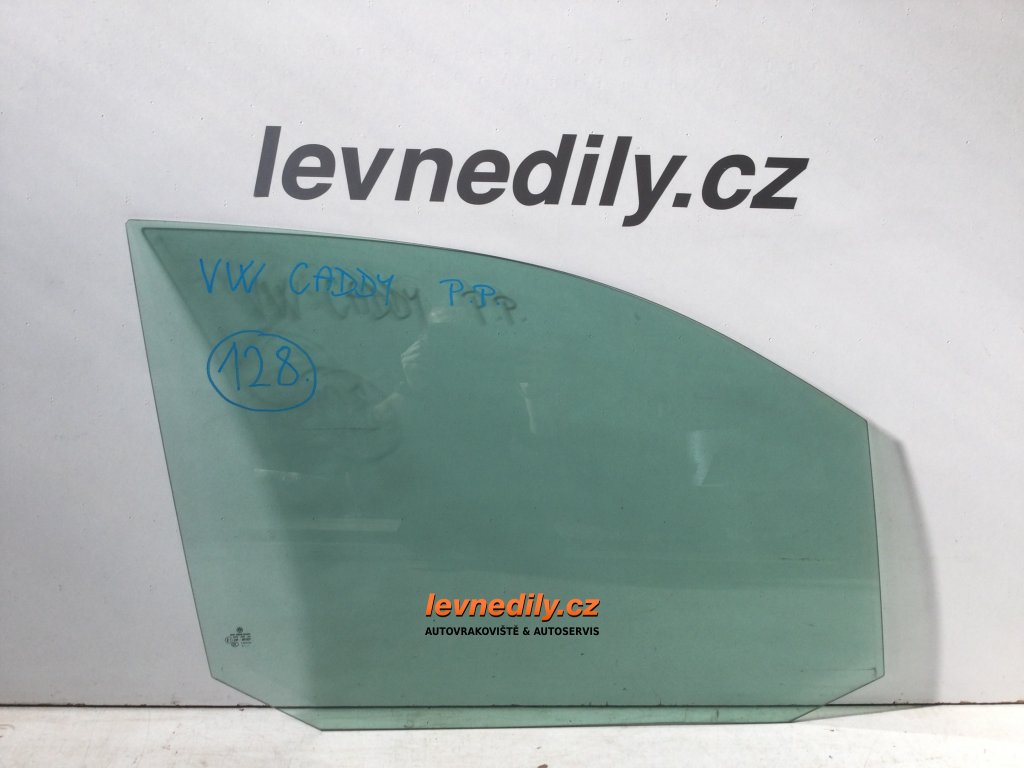 levnedily.cz
VW CADDY P.P.
128
levnedily.cz
AUTOVRAKOVIŠTĚ & AUTOSERVIS